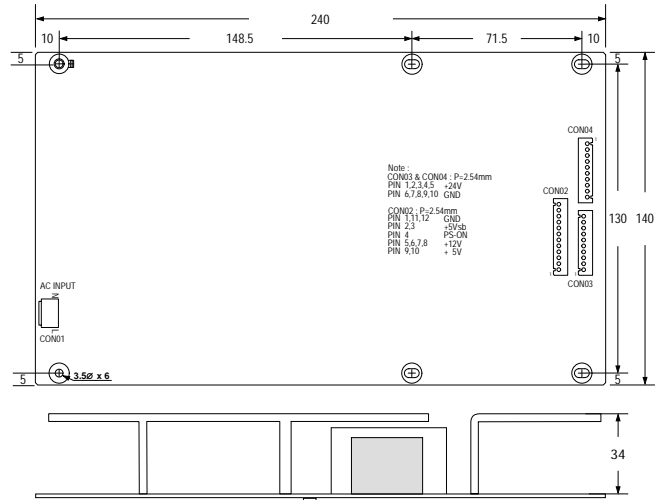 240
10 148.5 71.5 10
5 5
CON04
Note :
CON03 & CON04 : P=2.54mm
PIN 1,2,3,4,5 +24V
PIN 6,7,8,9,10 GND
CON02
CON02 : P=2.54mm
PIN 1,11,12 GND
PIN 2,3 +5Vsb
PIN 4 PS-ON
PIN 5,6,7,8 +12V
PIN 9,10 + 5V
130 140
CON03
AC INPUT
N
L
CON01
3.5Ø x 6
5 5
34